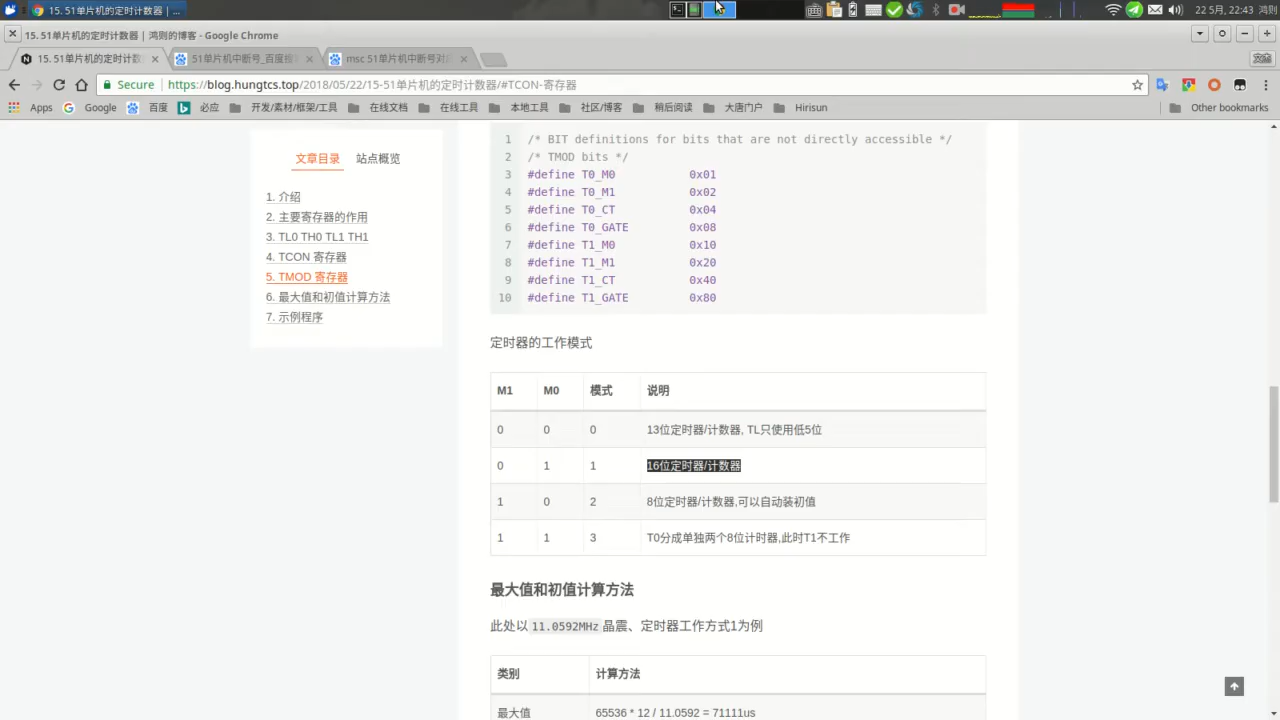 15. 51单片机的定时计数器 | ...
22 5月, 22:43 鸿则
15. 51单片机的定时计数器 | 鸿则的博客 - Google Chrome
15. 51单片机的定时计数
51单片机中断号_百度搜
msc 51单片机中断号对
Secure
https://blog.hungtcs.top/2018/05/22/15-51单片机的定时计数器/#TCON-寄存器
Apps
Google
百度
必应
开发/素材/框架/工具
在线文档
在线工具
本地工具
社区/博客
稍后阅读
大唐门户
Hirisun
Other bookmarks
文章目录 站点概览
1. 介绍
2. 主要寄存器的作用
3. TL0 TH0 TL1 TH1
4. TCON 寄存器
5. TMOD 寄存器
6. 最大值和初值计算方法
7. 示例程序
1 /* BIT definitions for bits that are not directly accessible */
2 /* TMOD bits */
3 #define T0_M0 0x01
4 #define T0_M1 0x02
5 #define T0_CT 0x04
6 #define T0_GATE 0x08
7 #define T1_M0 0x10
8 #define T1_M1 0x20
9 #define T1_CT 0x40
10 #define T1_GATE 0x80
定时器的工作模式
M1 M0 模式 说明
0 0 0 13位定时器/计数器, TL只使用低5位
0 1 1 16位定时器/计数器
1 0 2 8位定时器/计数器,可以自动装初值
1 1 3 T0分成单独两个8位计时器,此时T1不工作
最大值和初值计算方法
此处以 11.0592MHz 晶震、定时器工作方式1为例
类别 计算方法
最大值 65536 * 12 / 11.0592 = 71111us